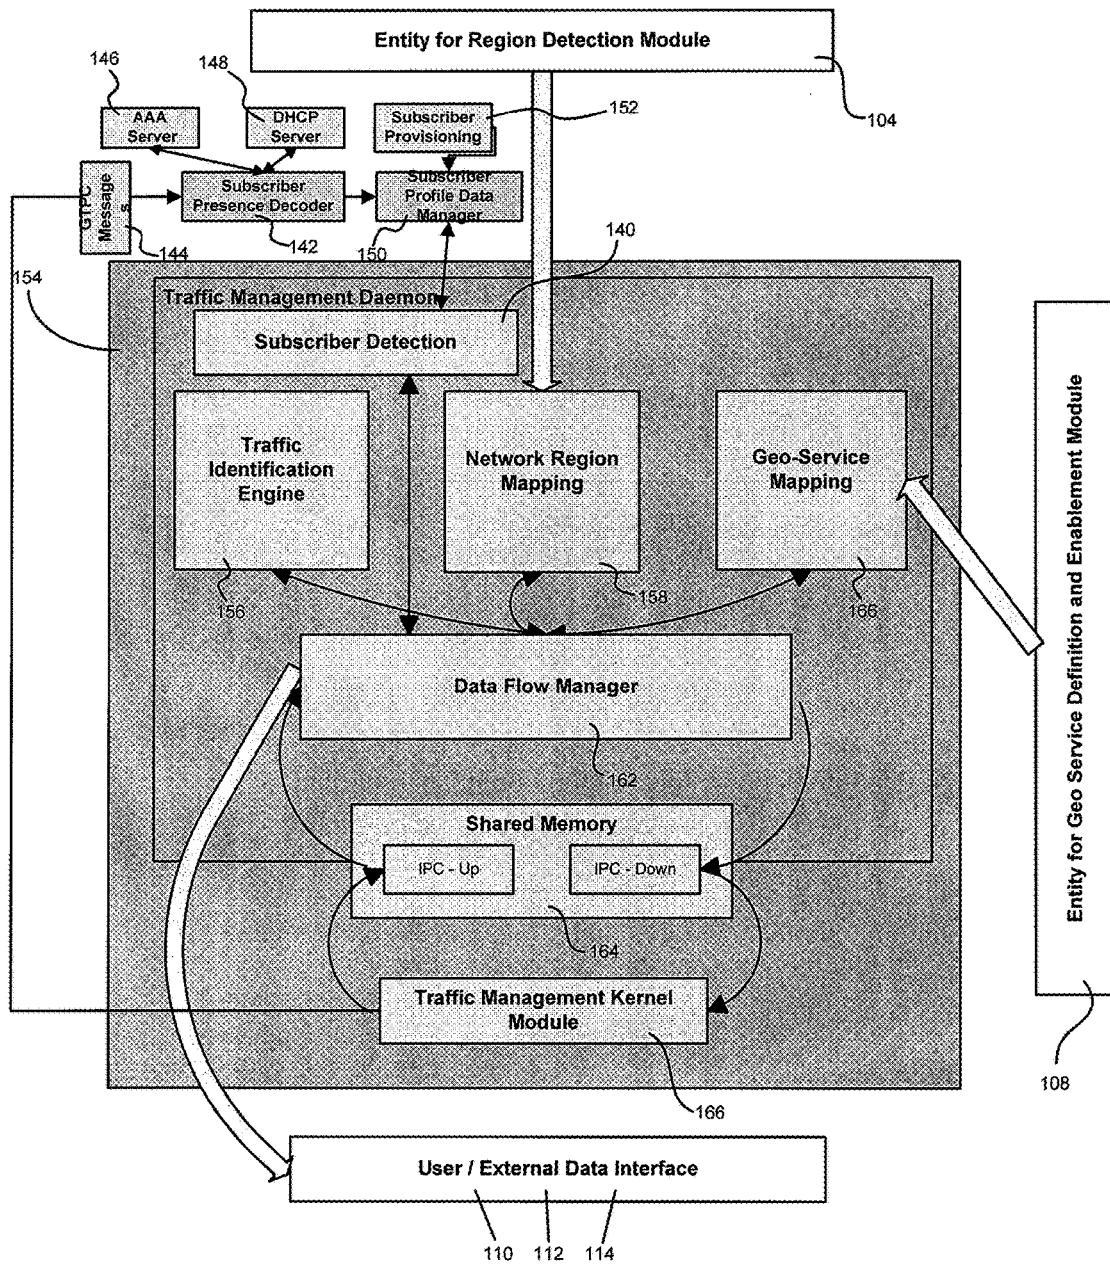 Entity for Region Detection Module
104
146
148
152
AAA
Server
DHCP
Server
Subscriber
Provisioning
GTPC
Messages
144
Subscriber
Presence Decoder
142
Subscriber
Profile Data
Manager
150
140
154
Traffic Management Daemon
Subscriber Detection
Traffic
Identification
Engine
156
Network Region
Mapping
158
Geo-Service
Mapping
166
Data Flow Manager
162
Shared Memory
IPC - Up
IPC - Down
164
Traffic Management Kernel
Module
166
Entity for Geo Service Definition and Enablement Module
108
User / External Data Interface
110
112
114